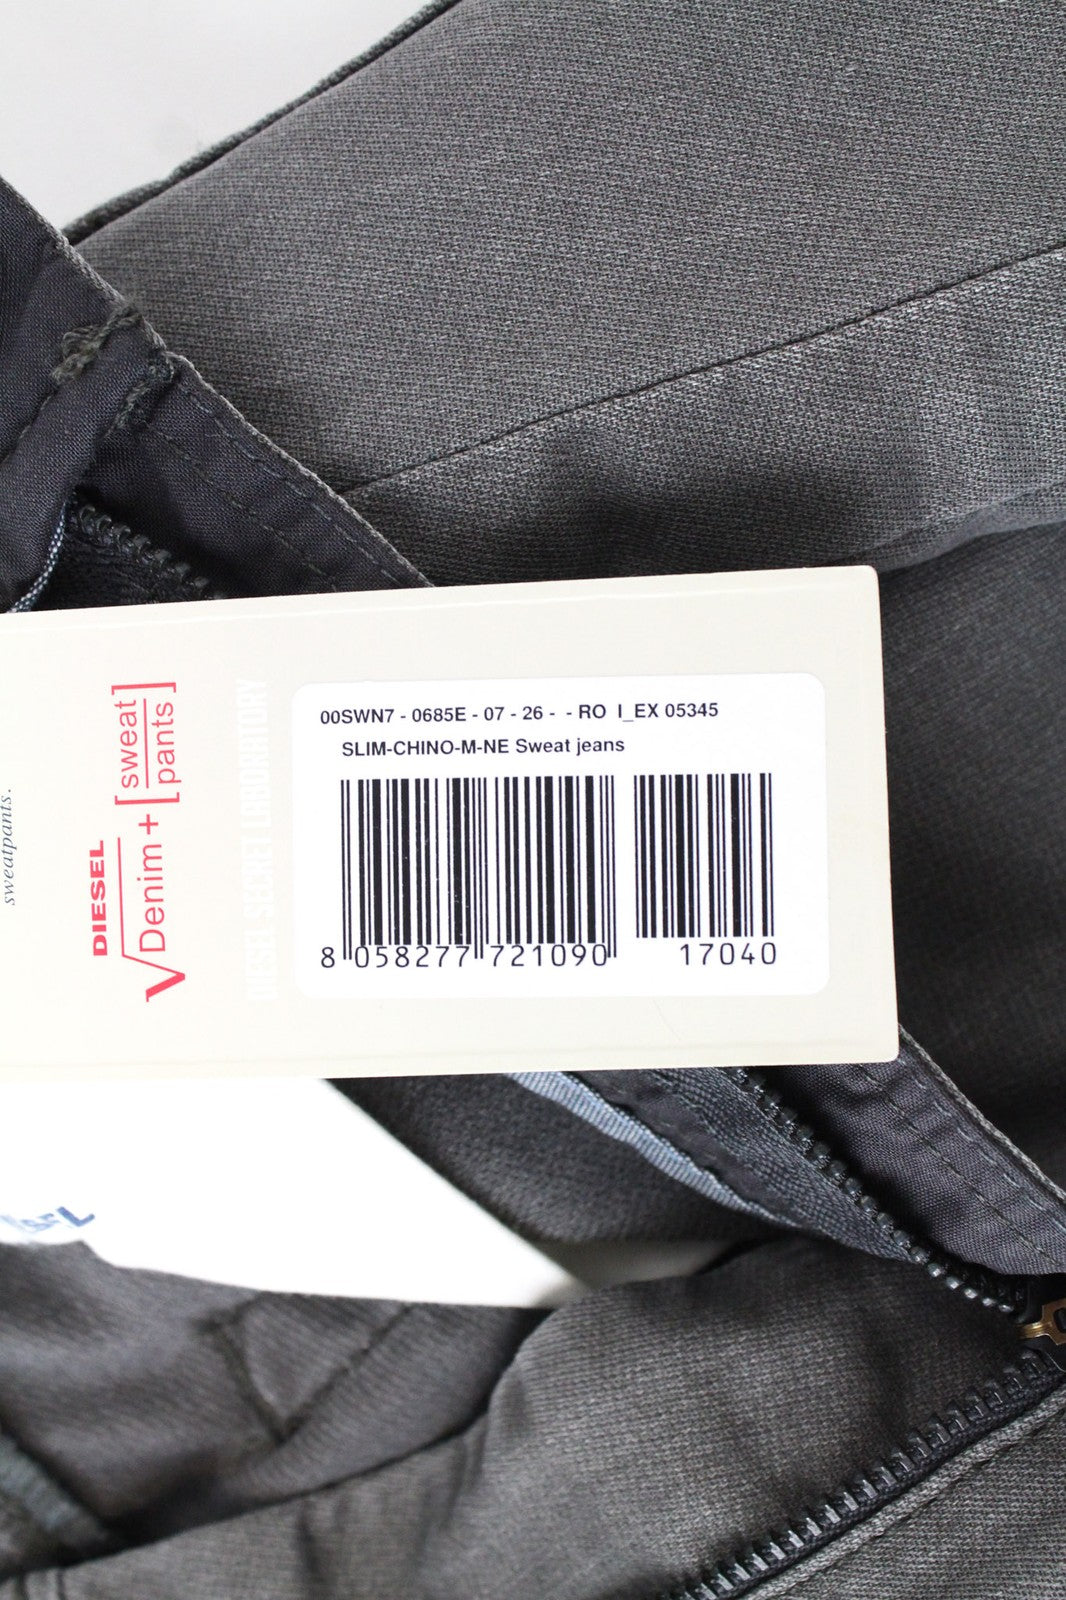 00SWN7 - 0685E - 07 - 26 - - RO I_EX 05345
SLIM-CHINO-M-NE Sweat jeans
8 058277 721090 17040
sweatpants.
DIESEL
√Denim + [sweat
pants]
DIESEL SECRET LABORATORY